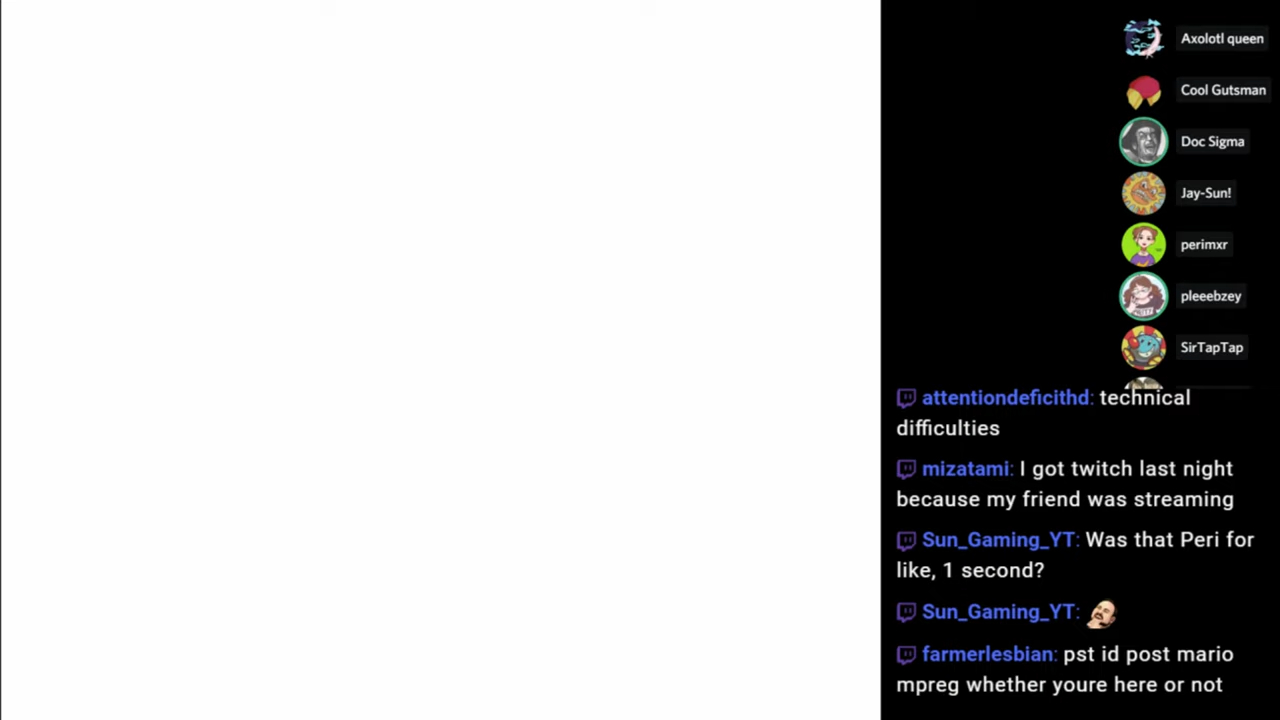 Axolotl queen
Cool Gutsman
Doc Sigma
Jay-Sun!
perimxr
pleeebzey
SirTapTap
attentiondeficithd: technical
difficulties
mizatami: I got twitch last night
because my friend was streaming
Sun_Gaming_YT: Was that Peri for
like, 1 second?
Sun_Gaming_YT:
farmerlesbian: pst id post mario
mpreg whether youre here or not